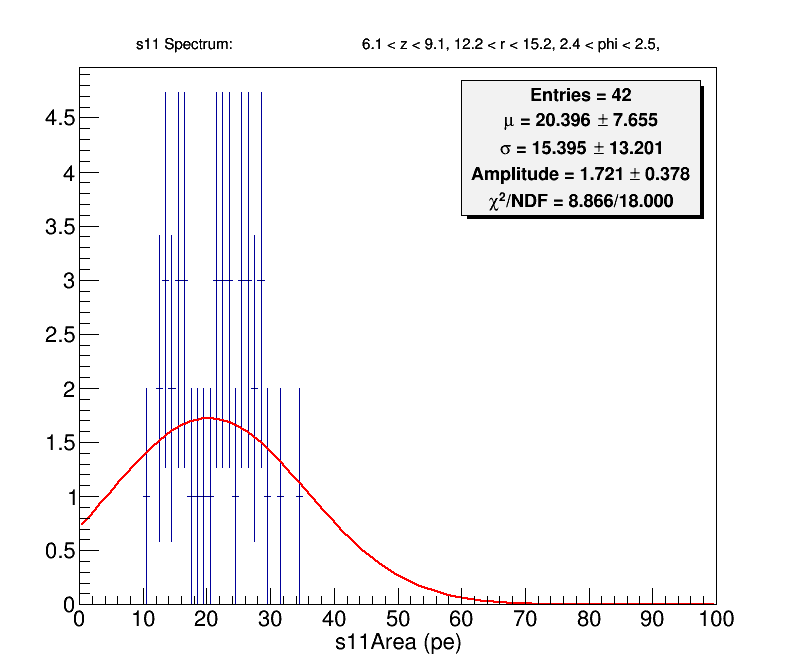 s11 Spectrum: 6.1 < z < 9.1, 12.2 < r < 15.2, 2.4 < phi < 2.5,
Entries = 42
μ = 20.396 ± 7.655
σ = 15.395 ± 13.201
Amplitude = 1.721 ± 0.378
χ²/NDF = 8.866/18.000
4.5
4
3.5
3
2.5
2
1.5
1
0.5
0
0 10 20 30 40 50 60 70 80 90 100
s11Area (pe)